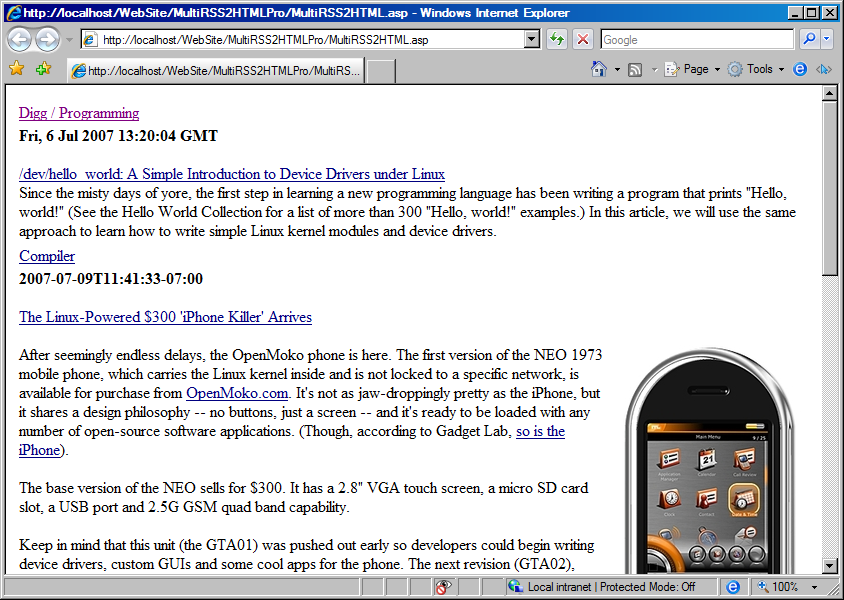 http://localhost/WebSite/MultiRSS2HTMLPro/MultiRSS2HTML.asp - Windows Internet Explorer
http://localhost/WebSite/MultiRSS2HTMLPro/MultiRSS2HTML.asp
Google
http://localhost/WebSite/MultiRSS2HTMLPro/MultiRS...
Page
Tools
Digg / Programming
Fri, 6 Jul 2007 13:20:04 GMT
/dev/hello_world: A Simple Introduction to Device Drivers under Linux
Since the misty days of yore, the first step in learning a new programming language has been writing a program that prints "Hello,
world!" (See the Hello World Collection for a list of more than 300 "Hello, world!" examples.) In this article, we will use the same
approach to learn how to write simple Linux kernel modules and device drivers.
Compiler
2007-07-09T11:41:33-07:00
The Linux-Powered $300 'iPhone Killer' Arrives
After seemingly endless delays, the OpenMoko phone is here. The first version of the NEO 1973
mobile phone, which carries the Linux kernel inside and is not locked to a specific network, is
available for purchase from OpenMoko.com. It's not as jaw-droppingly pretty as the iPhone, but
it shares a design philosophy -- no buttons, just a screen -- and it's ready to be loaded with any
number of open-source software applications. (Though, according to Gadget Lab, so is the
iPhone).
The base version of the NEO sells for $300. It has a 2.8" VGA touch screen, a micro SD card
slot, a USB port and 2.5G GSM quad band capability.
Keep in mind that this unit (the GTA01) was pushed out early so developers could begin writing
device drivers, custom GUIs and some cool apps for the phone. The next revision (GTA02),
Main Menu
9 / 25
21
Application
Manager
Calendar
Call Review
Clock
Contact
Date & Time
Local intranet | Protected Mode: Off
100%